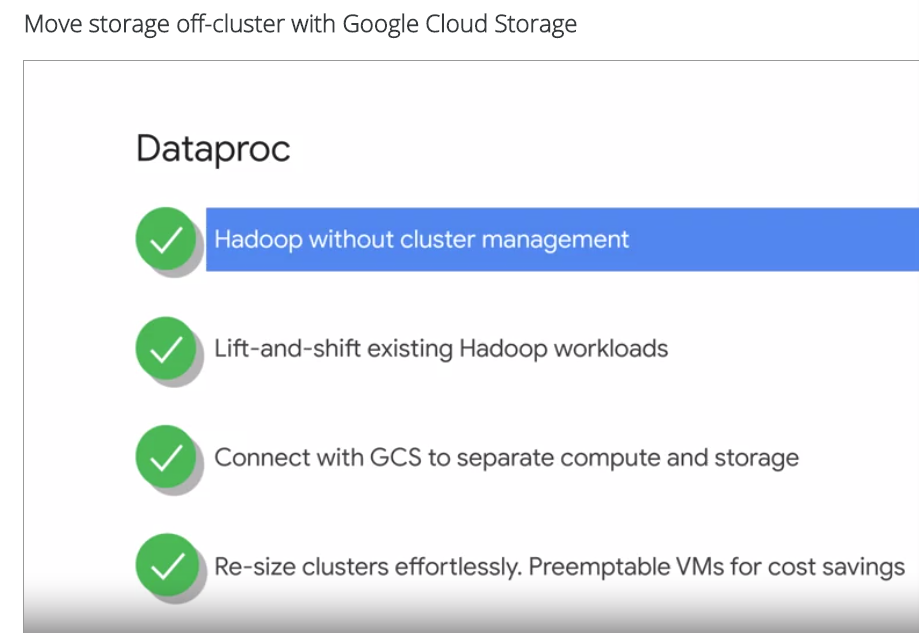 Move storage off-cluster with Google Cloud Storage
Dataproc
Hadoop without cluster management
Lift-and-shift existing Hadoop workloads
Connect with GCS to separate compute and storage
Re-size clusters effortlessly. Preemptable VMs for cost savings